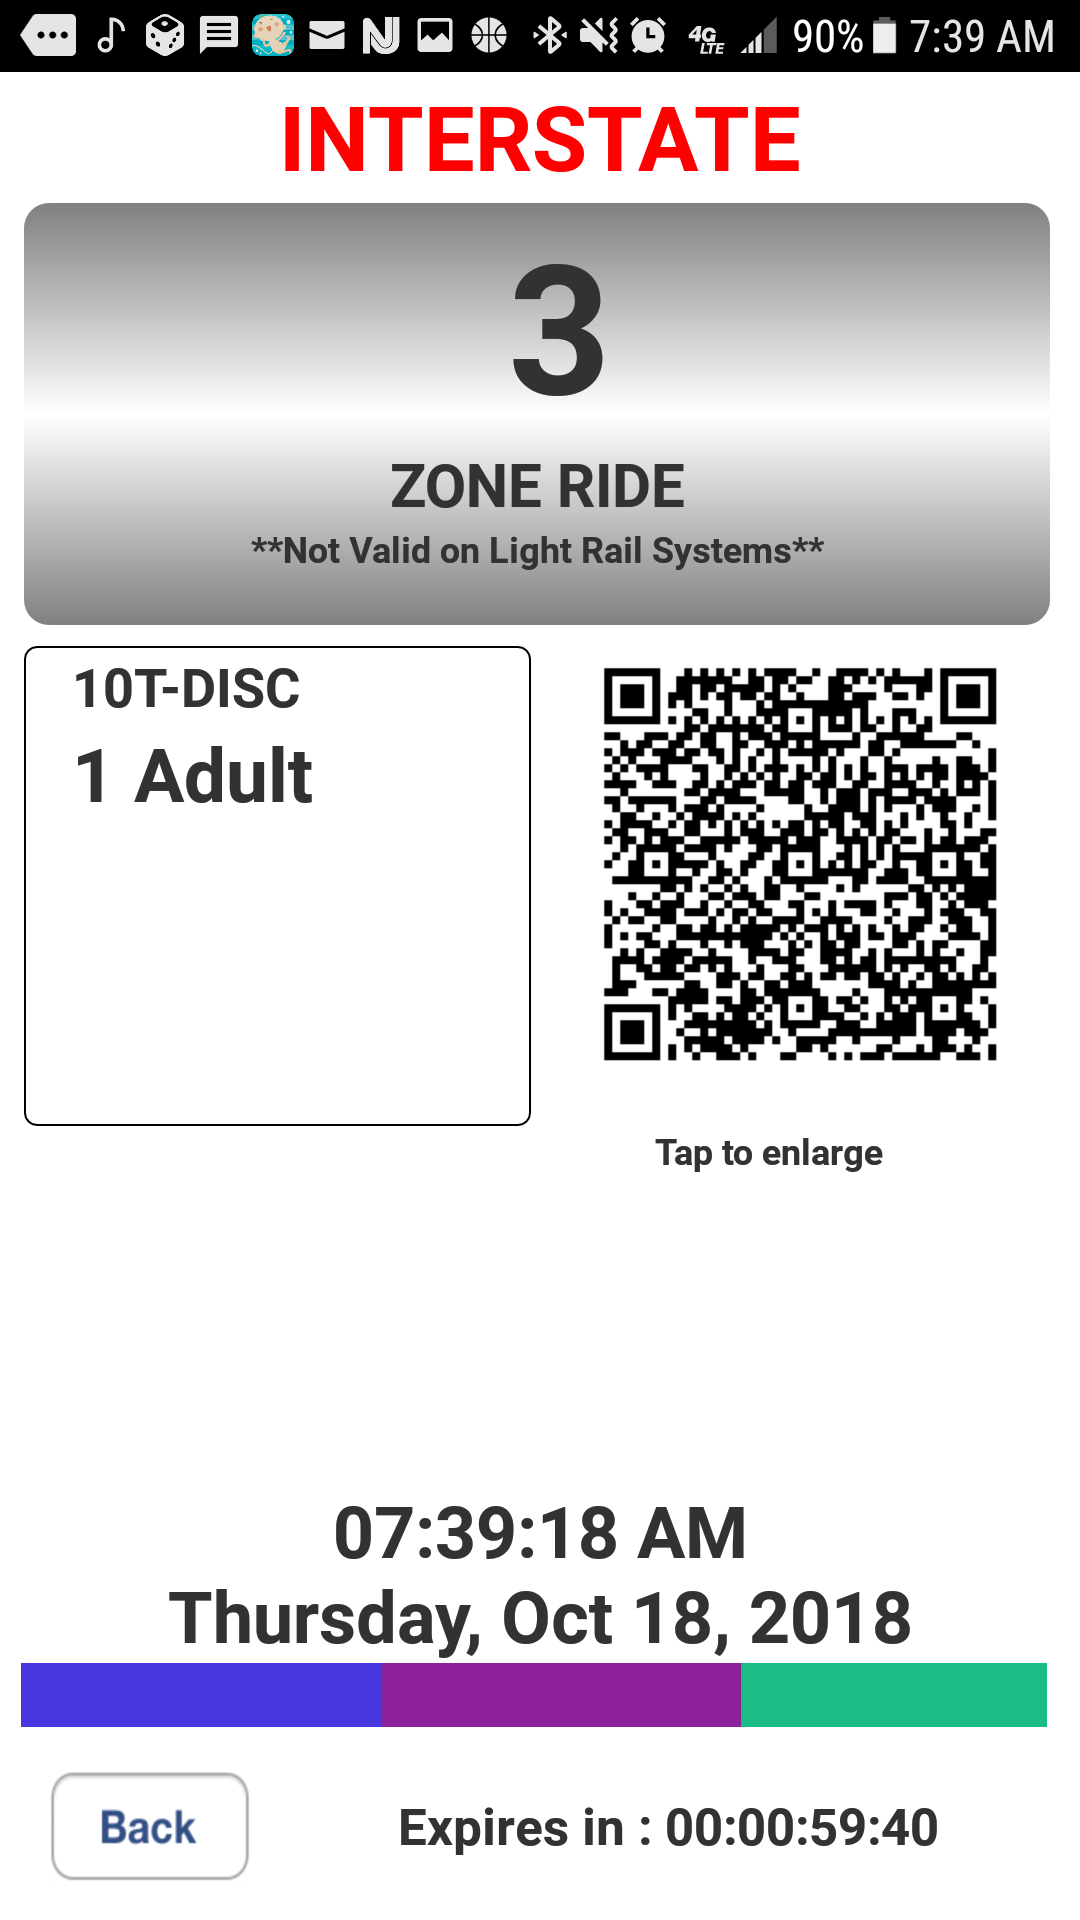 4G LTE 90% 7:39 AM
INTERSTATE
3
ZONE RIDE
**Not Valid on Light Rail Systems**
10T-DISC
1 Adult
Tap to enlarge
07:39:18 AM
Thursday, Oct 18, 2018
Back
Expires in : 00:00:59:40